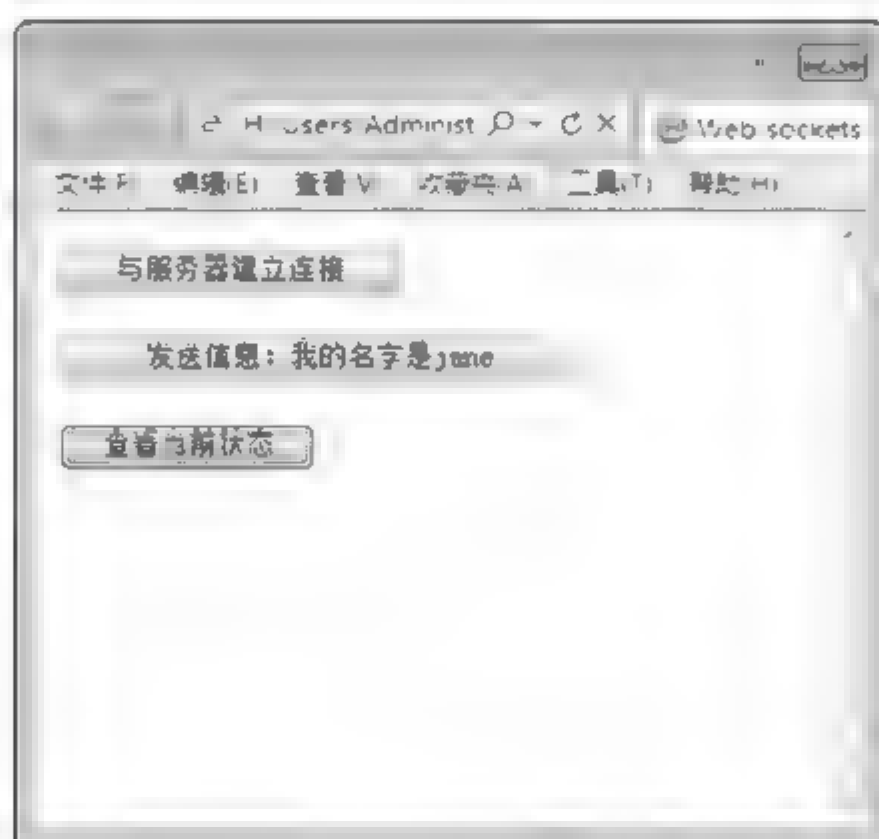 H Users Administ
Web sockets
文件(F) 编辑(E) 查看(V) 收藏夹(A) 工具(T) 帮助(H)
与服务器建立连接
发送信息：我的名字是jane
查看当前状态